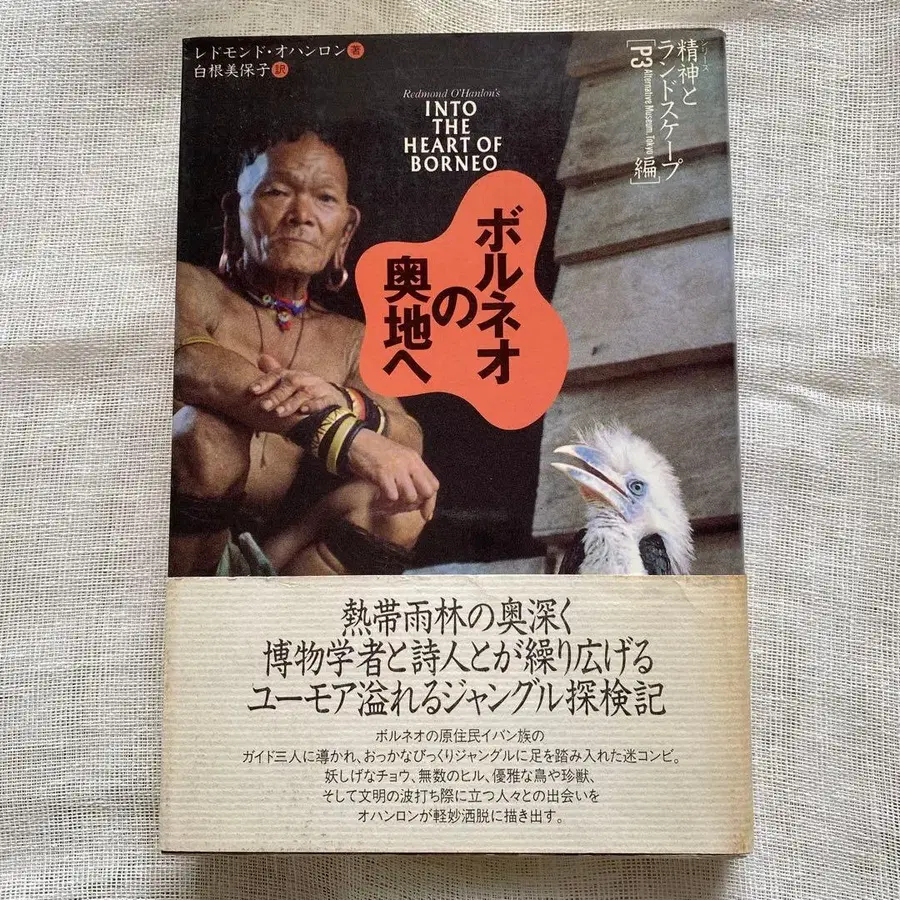 レドモンド・オハンロン著
白根美保子訳
Redmond O'Hanlon's
INTO
THE
HEART OF
BORNEO
シリーズ
精神と
ランドスケープ
[P3 Alternative Museum, Tokyo 編]
ボルネオ
の
奥地へ
熱帯雨林の奥深く
博物学者と詩人とが繰り広げる
ユーモア溢れるジャングル探検記
ボルネオの原住民イバン族の
ガイド三人に導かれ、おっかなびっくりジャングルに足を踏み入れた迷コンビ。
妖しげなチョウ、無数のヒル、優雅な鳥や珍獣、
そして文明の波打ち際に立つ人々との出会いを
オハンロンが軽妙洒脱に描き出す。